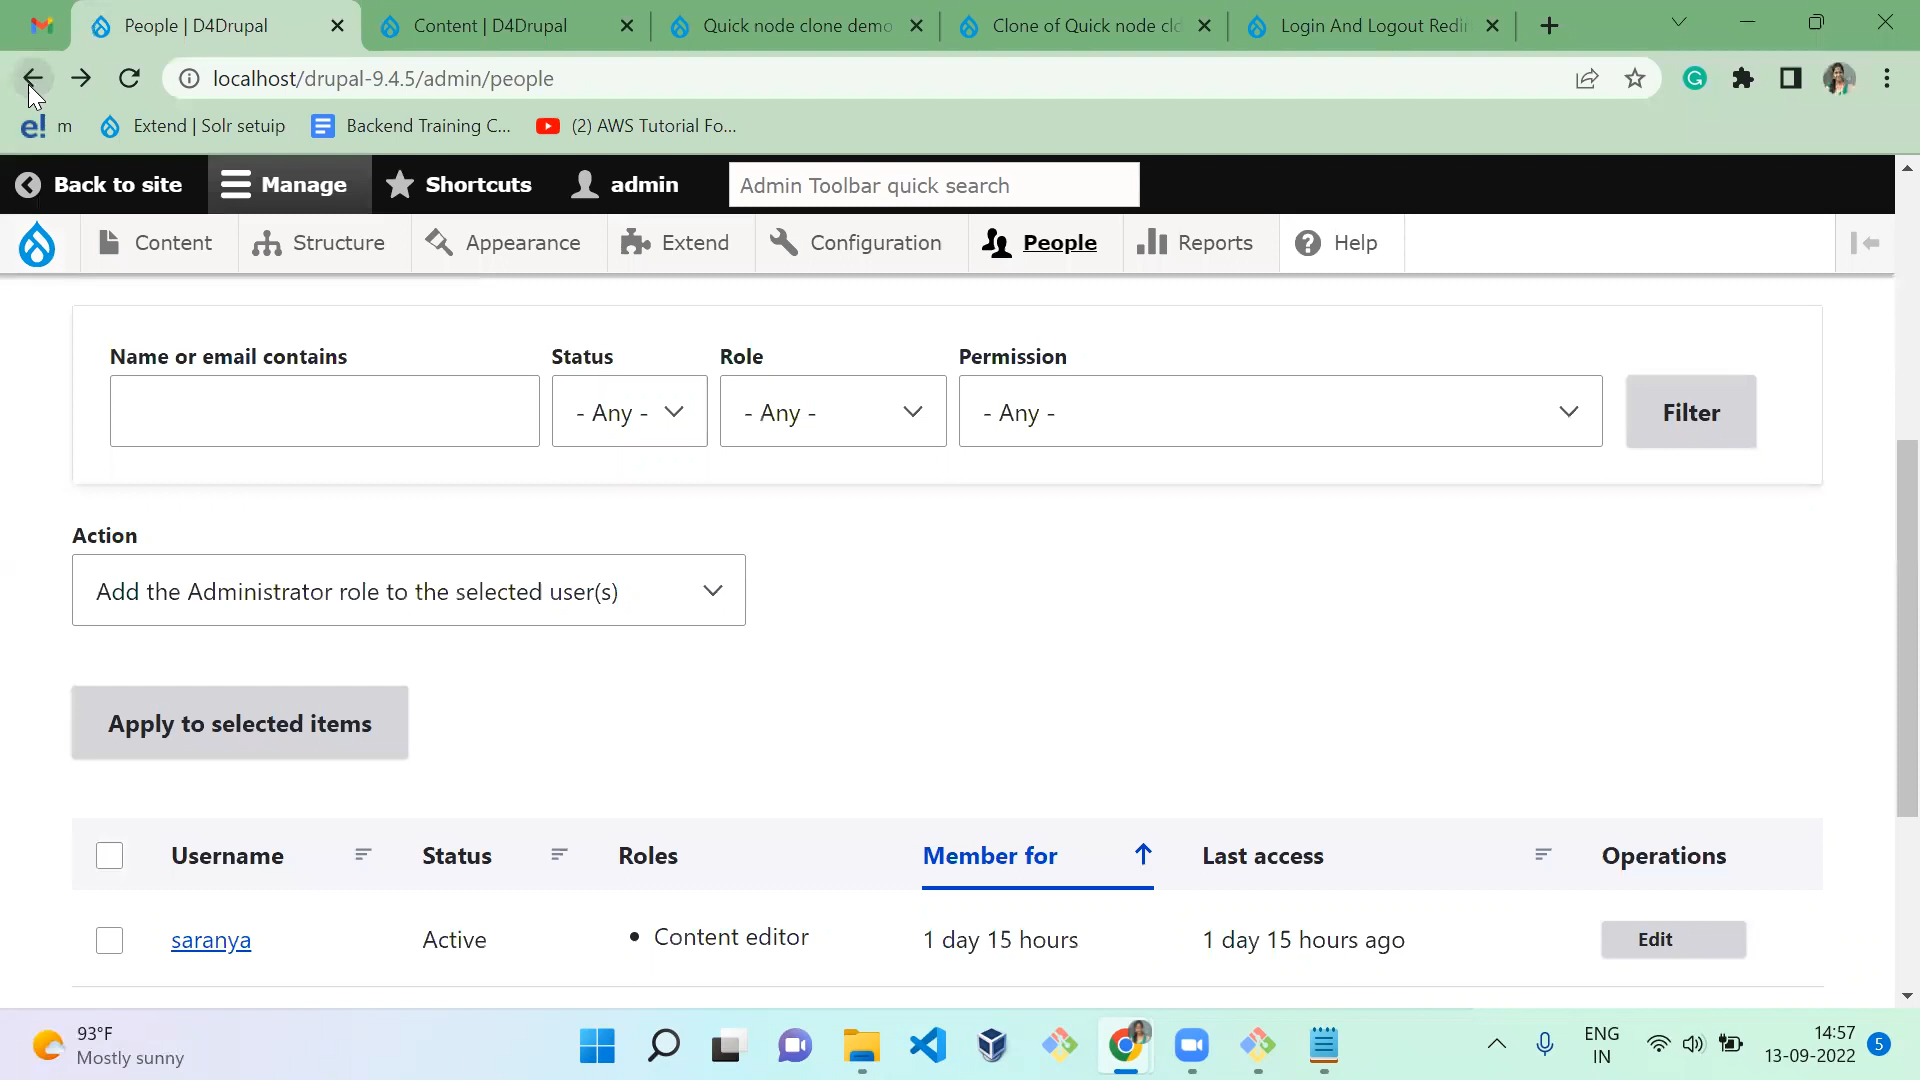 People | D4Drupal
Content | D4Drupal
Quick node clone demo
Clone of Quick node clo
Login And Logout Redir
localhost/drupal-9.4.5/admin/people
e! m
Extend | Solr setuip
Backend Training C...
(2) AWS Tutorial Fo...
Back to site
Manage
Shortcuts
admin
Admin Toolbar quick search
Content
Structure
Appearance
Extend
Configuration
People
Reports
Help
Name or email contains
Status
Role
Permission
- Any -
- Any -
- Any -
Filter
Action
Add the Administrator role to the selected user(s)
Apply to selected items
Username
Status
Roles
Member for
Last access
Operations
saranya
Active
Content editor
1 day 15 hours
1 day 15 hours ago
Edit
93°F
Mostly sunny
ENG
IN
14:57
13-09-2022
5